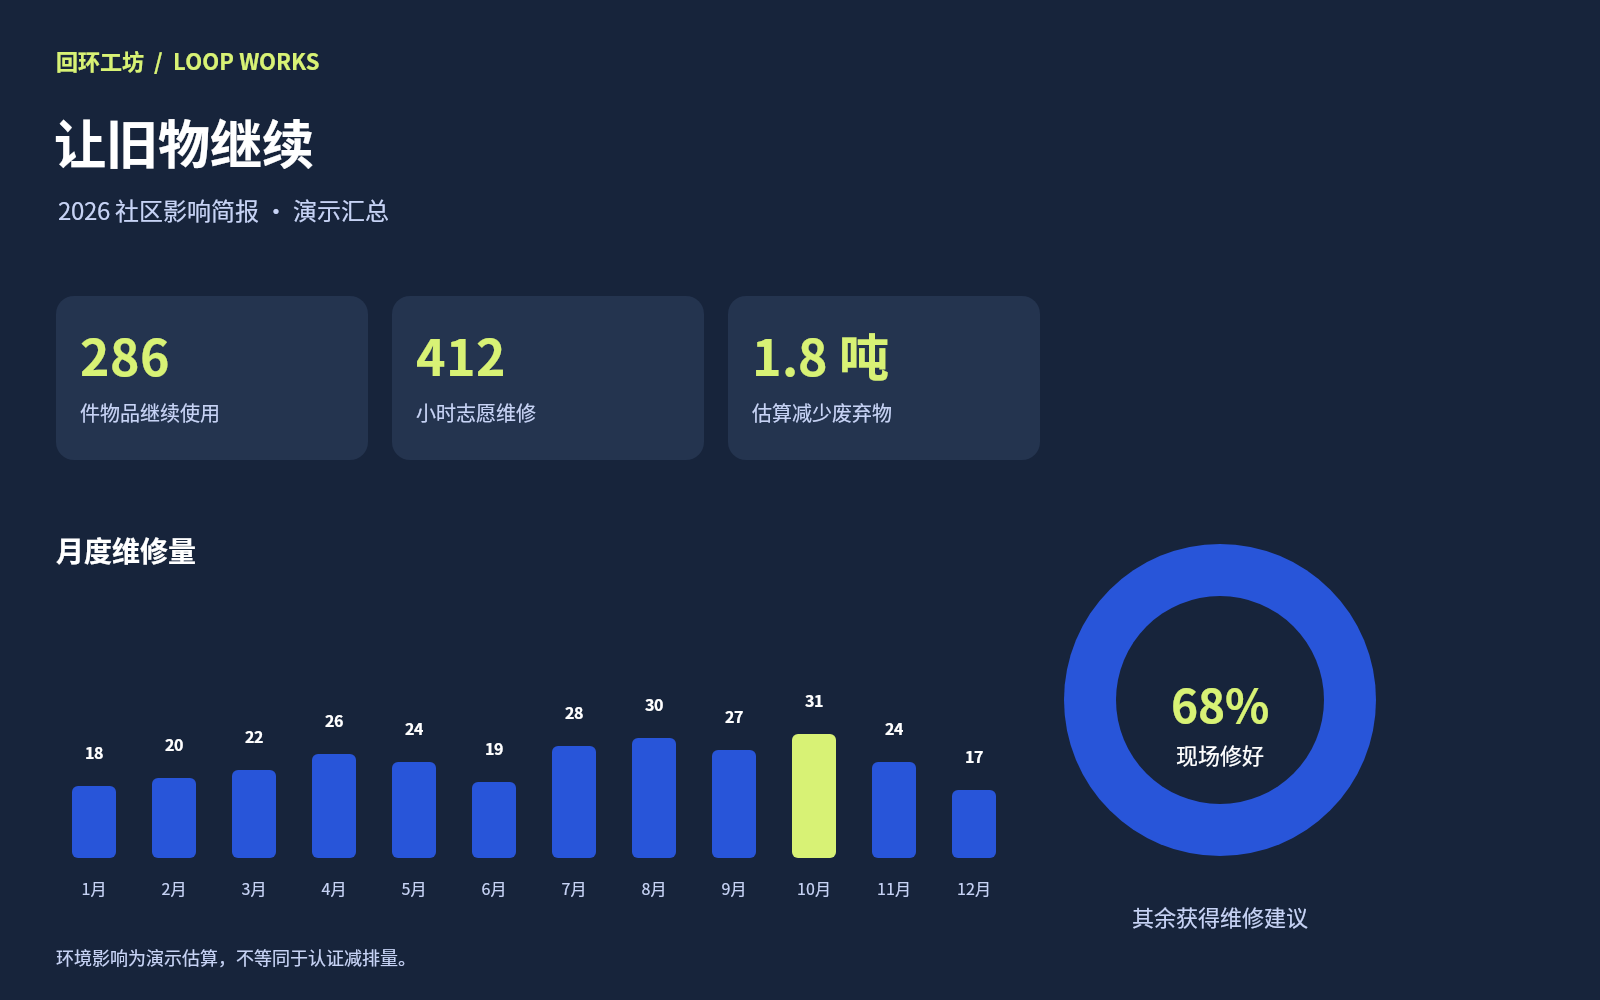 回环工坊 / LOOP WORKS
让旧物继续
2026 社区影响简报 · 演示汇总
286
件物品继续使用
412
小时志愿维修
1.8 吨
估算减少废弃物
月度维修量
18
20
22
26
24
19
28
30
27
31
24
17
1月
2月
3月
4月
5月
6月
7月
8月
9月
10月
11月
12月
68%
现场修好
其余获得维修建议
环境影响为演示估算，不等同于认证减排量。